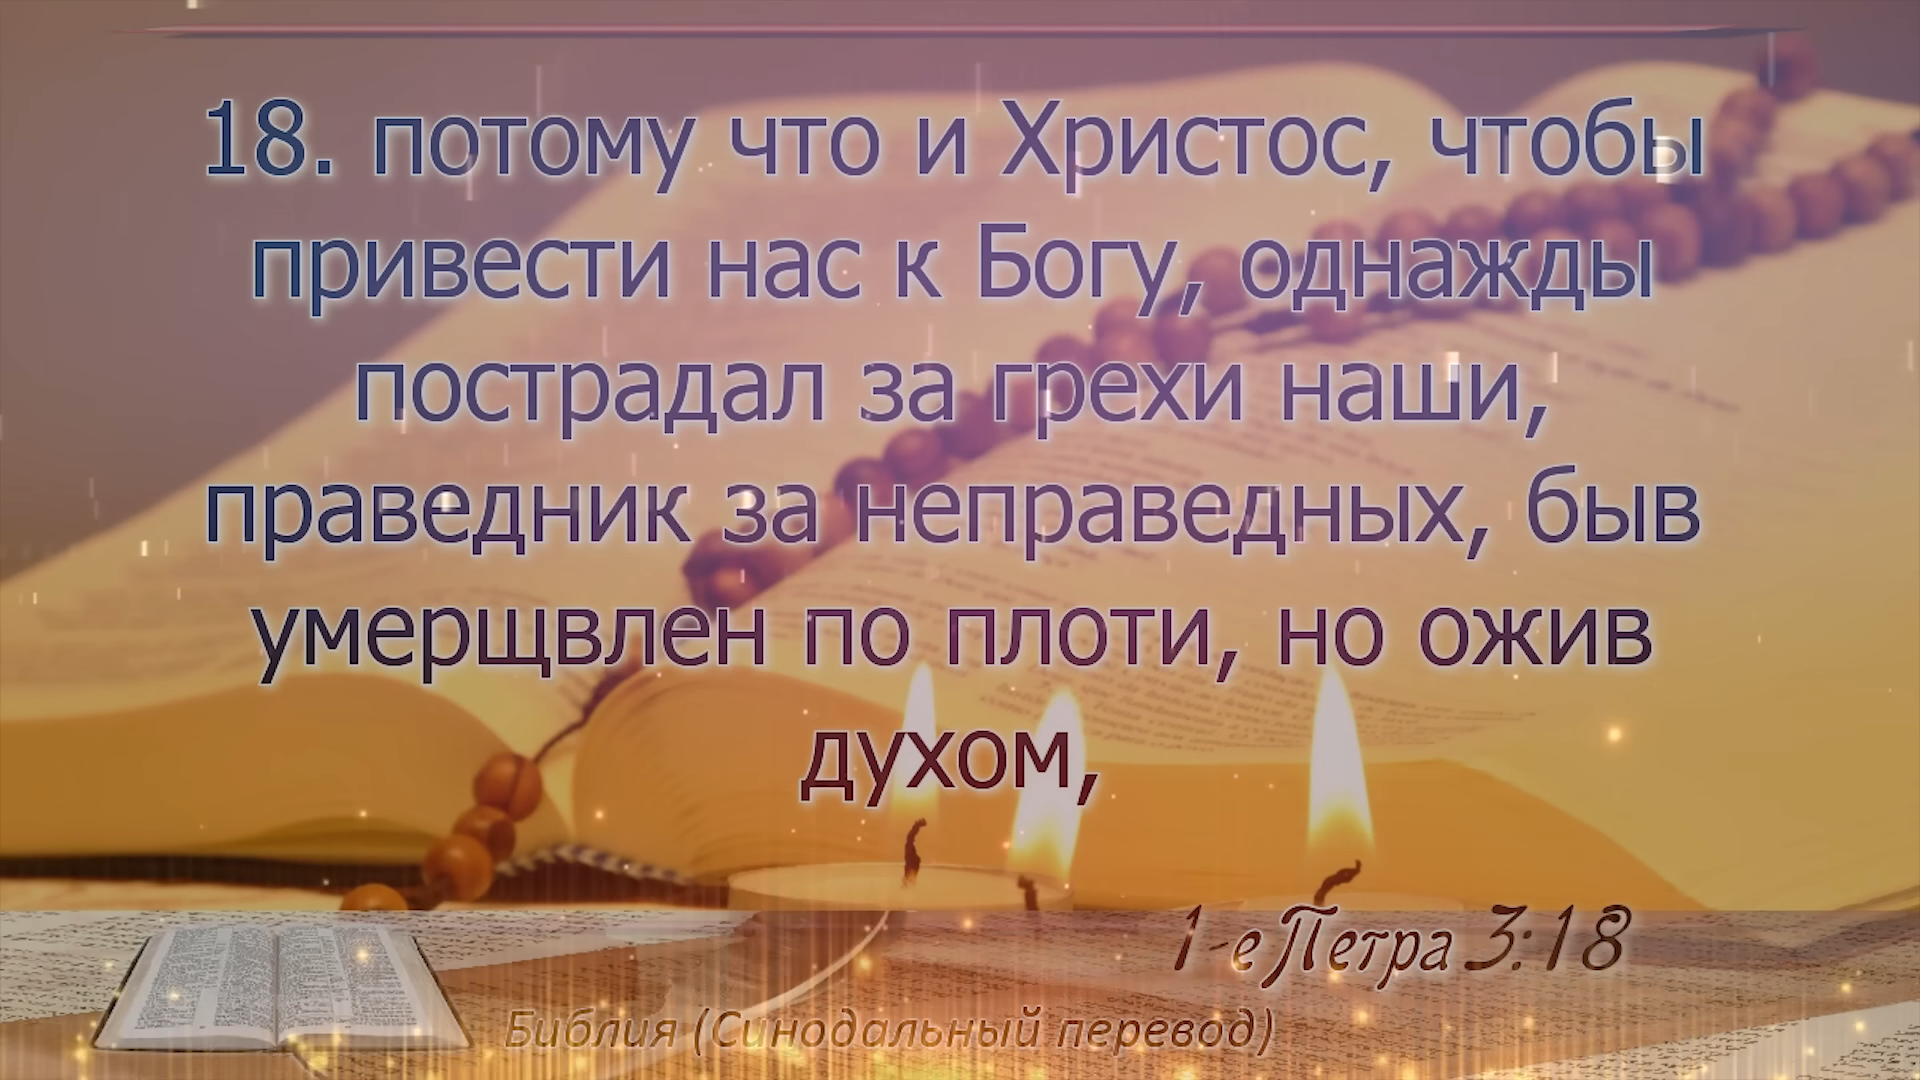 18. потому что и Христос, чтобы
привести нас к Богу, однажды
пострадал за грехи наши,
праведник за неправедных, быв
умерщвлен по плоти, но ожив
духом,
1-е Петра 3:18
Библия (Синодальный перевод)